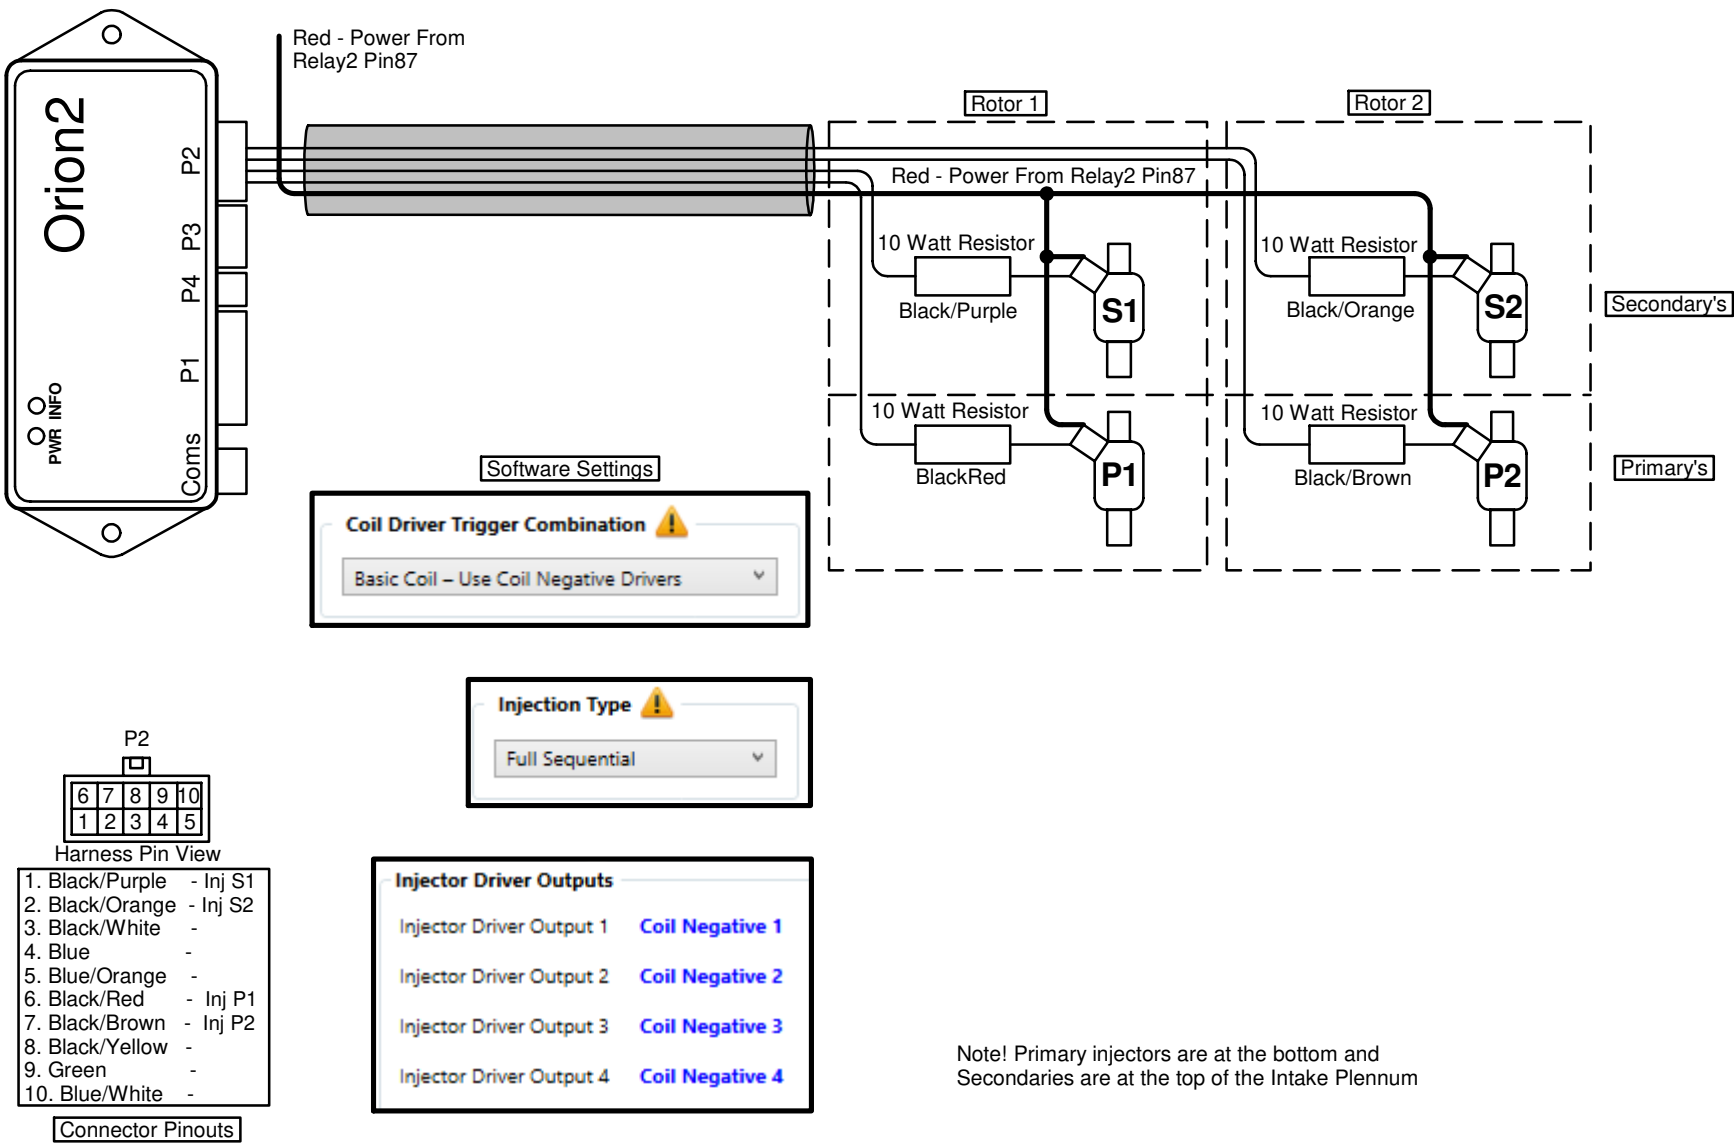 Orion2
P2
P3
P4
P1
Coms
PWR INFO
Red - Power From
Relay2 Pin87
Rotor 1
Rotor 2
Red - Power From Relay2 Pin87
10 Watt Resistor
Black/Purple
S1
10 Watt Resistor
Black/Orange
S2
Secondary's
10 Watt Resistor
BlackRed
P1
10 Watt Resistor
Black/Brown
P2
Primary's
Software Settings
Coil Driver Trigger Combination
Basic Coil – Use Coil Negative Drivers
Injection Type
Full Sequential
Injector Driver Outputs
Injector Driver Output 1 Coil Negative 1
Injector Driver Output 2 Coil Negative 2
Injector Driver Output 3 Coil Negative 3
Injector Driver Output 4 Coil Negative 4
P2
6 7 8 9 10
1 2 3 4 5
Harness Pin View
1. Black/Purple - Inj S1
2. Black/Orange - Inj S2
3. Black/White -
4. Blue -
5. Blue/Orange -
6. Black/Red - Inj P1
7. Black/Brown - Inj P2
8. Black/Yellow -
9. Green -
10. Blue/White -
Connector Pinouts
Note! Primary injectors are at the bottom and
Secondaries are at the top of the Intake Plennum